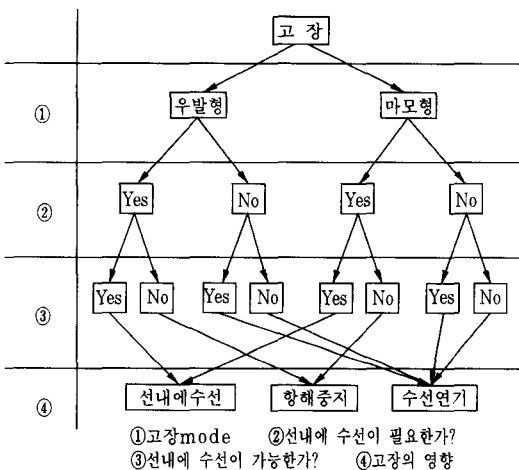 고 장
① 우발형 마모형
② Yes No Yes No
③ Yes No Yes No Yes No Yes No
④ 선내에수선 항해중지 수선연기
①고장mode ②선내에 수선이 필요한가?
③선내에 수선이 가능한가? ④고장의 영향